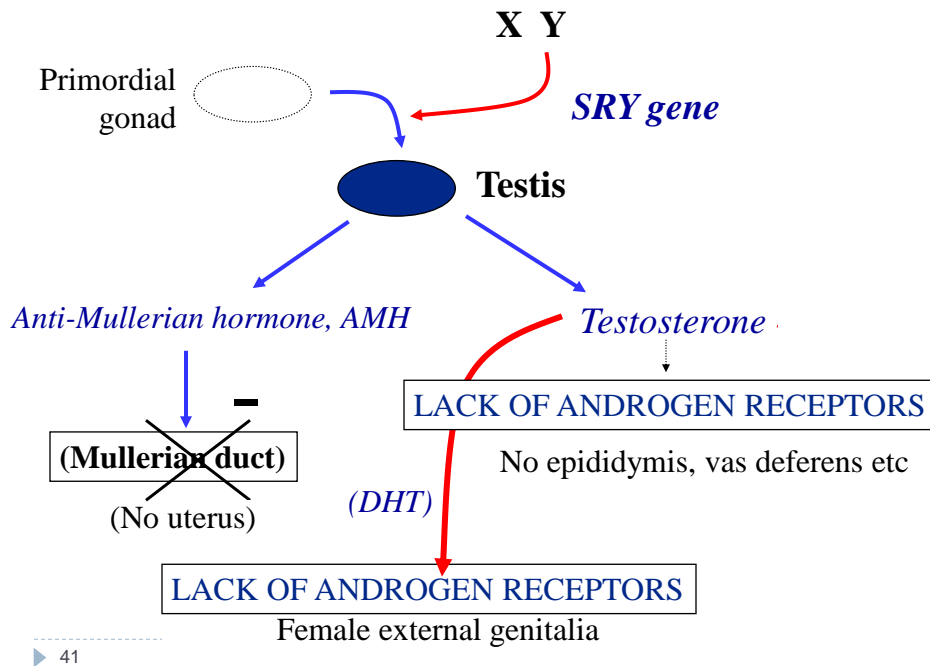 X Y
Primordial
gonad
SRY gene
Testis
Anti-Mullerian hormone, AMH
Testosterone
LACK OF ANDROGEN RECEPTORS
(Mullerian duct)
No epididymis, vas deferens etc
(No uterus)
(DHT)
LACK OF ANDROGEN RECEPTORS
Female external genitalia
41